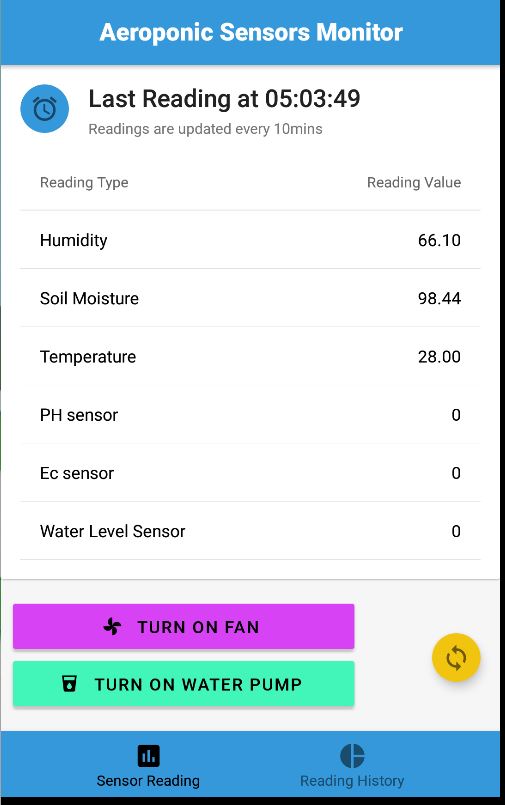 Aeroponic Sensors Monitor
Last Reading at 05:03:49
Readings are updated every 10mins
Reading Type Reading Value
Humidity 66.10
Soil Moisture 98.44
Temperature 28.00
PH sensor 0
Ec sensor 0
Water Level Sensor 0
TURN ON FAN
TURN ON WATER PUMP
Sensor Reading Reading History